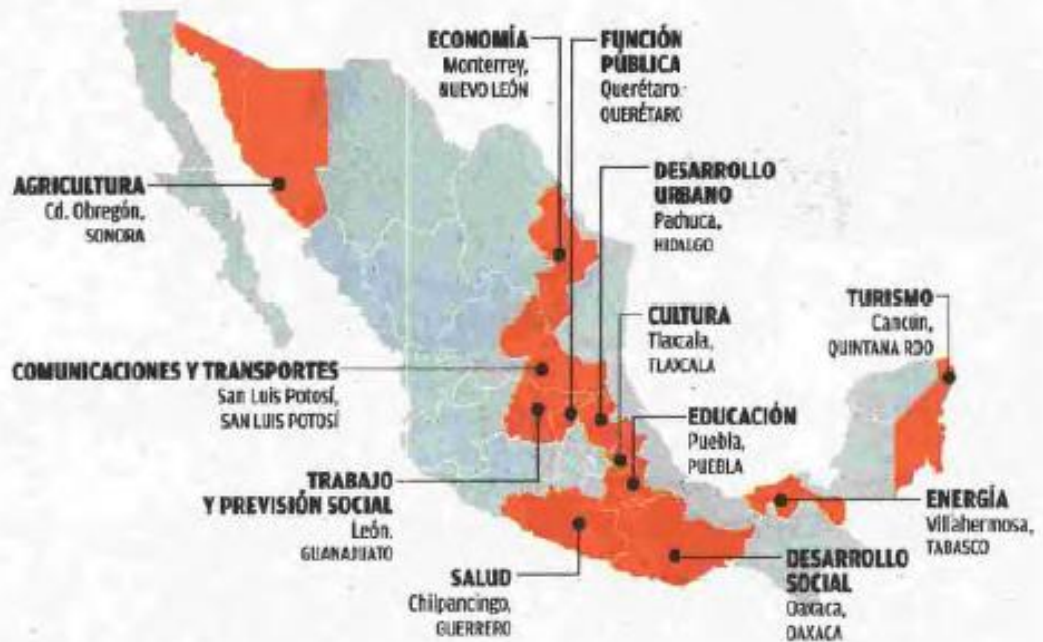 ECONOMÍA
Monterrey,
NUEVO LEÓN
FUNCIÓN
PÚBLICA
Querétaro
QUERÉTARO
AGRICULTURA
Cd. Obregón,
SONORA
DESARROLLO
URBANO
Pachuca,
HIDALGO
TURISMO
Cancún,
QUINTANA ROO
CULTURA
Tlaxcala,
TLAXCALA
COMUNICACIONES Y TRANSPORTES
San Luis Potosí,
SAN LUIS POTOSÍ
EDUCACIÓN
Puebla,
PUEBLA
TRABAJO
Y PREVISIÓN SOCIAL
León,
GUANAJUATO
ENERGÍA
Villahermosa,
TABASCO
SALUD
Chilpancingo,
GUERRERO
DESARROLLO
SOCIAL
Oaxaca,
OAXACA